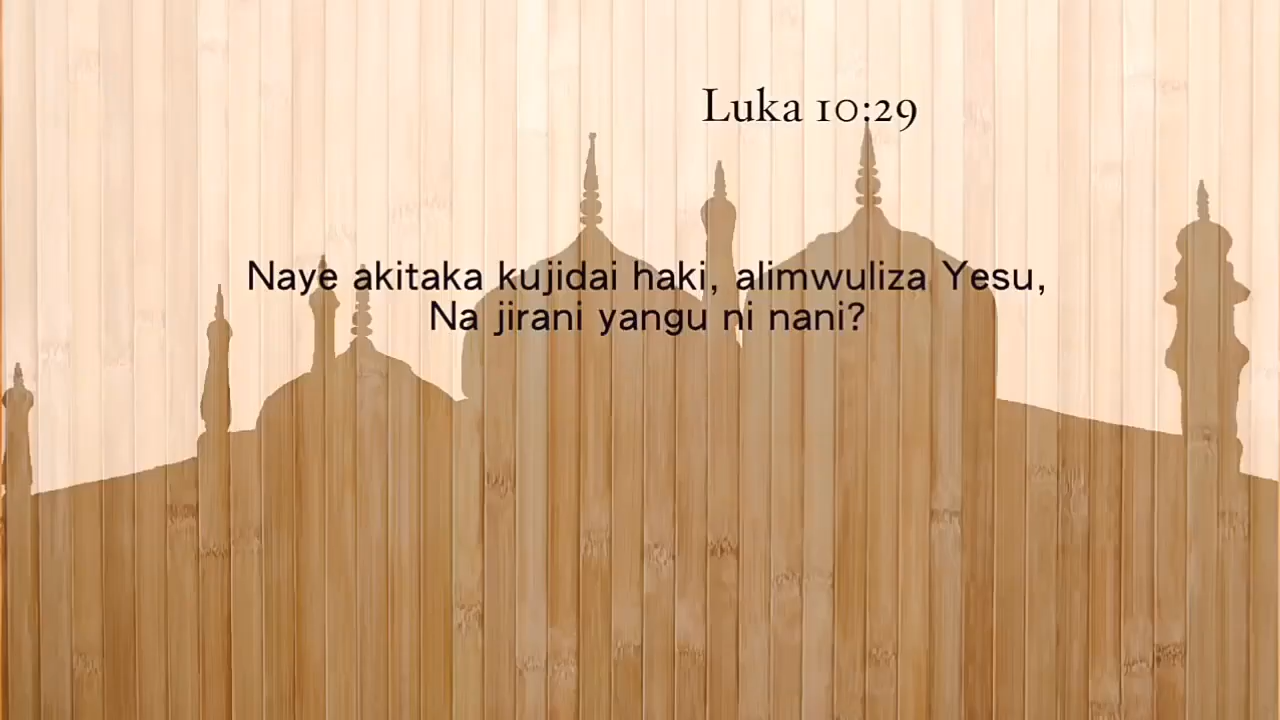 Luka 10:29
Naye akitaka kujidai haki, alimwuliza Yesu,
Na jirani yangu ni nani?